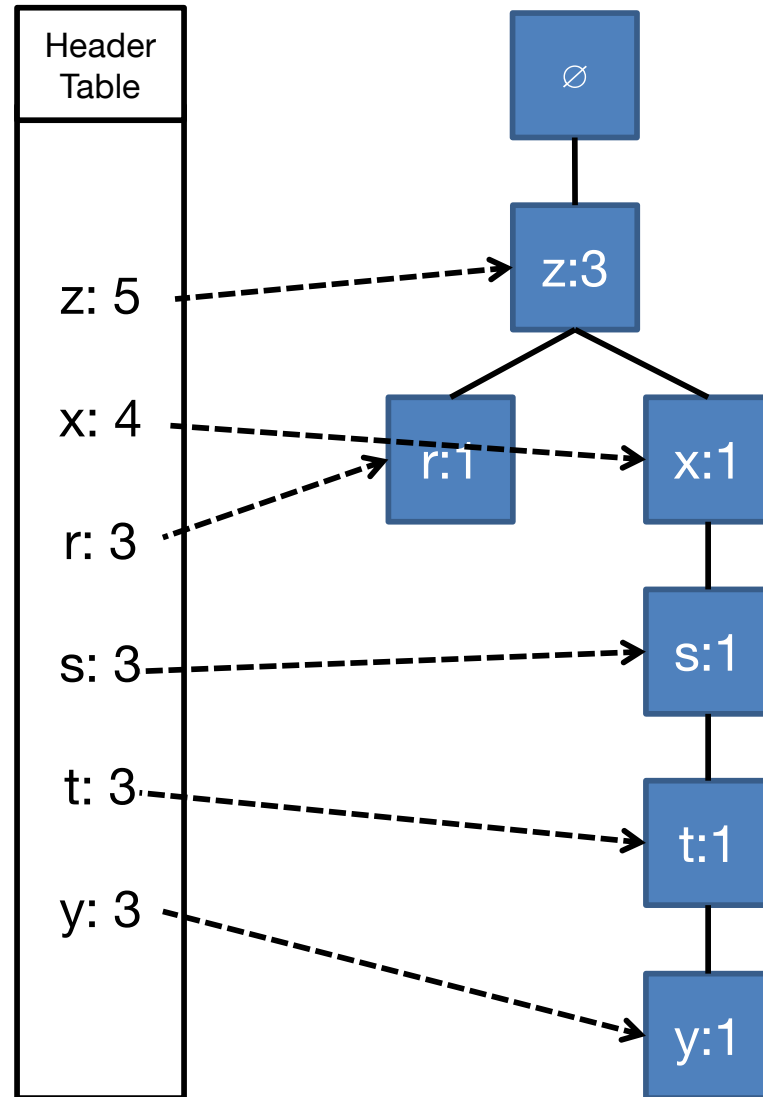 Header
Table
∅
z:3
z: 5
x: 4
r:1
x:1
r: 3
s: 3
s:1
t: 3
t:1
y: 3
y:1